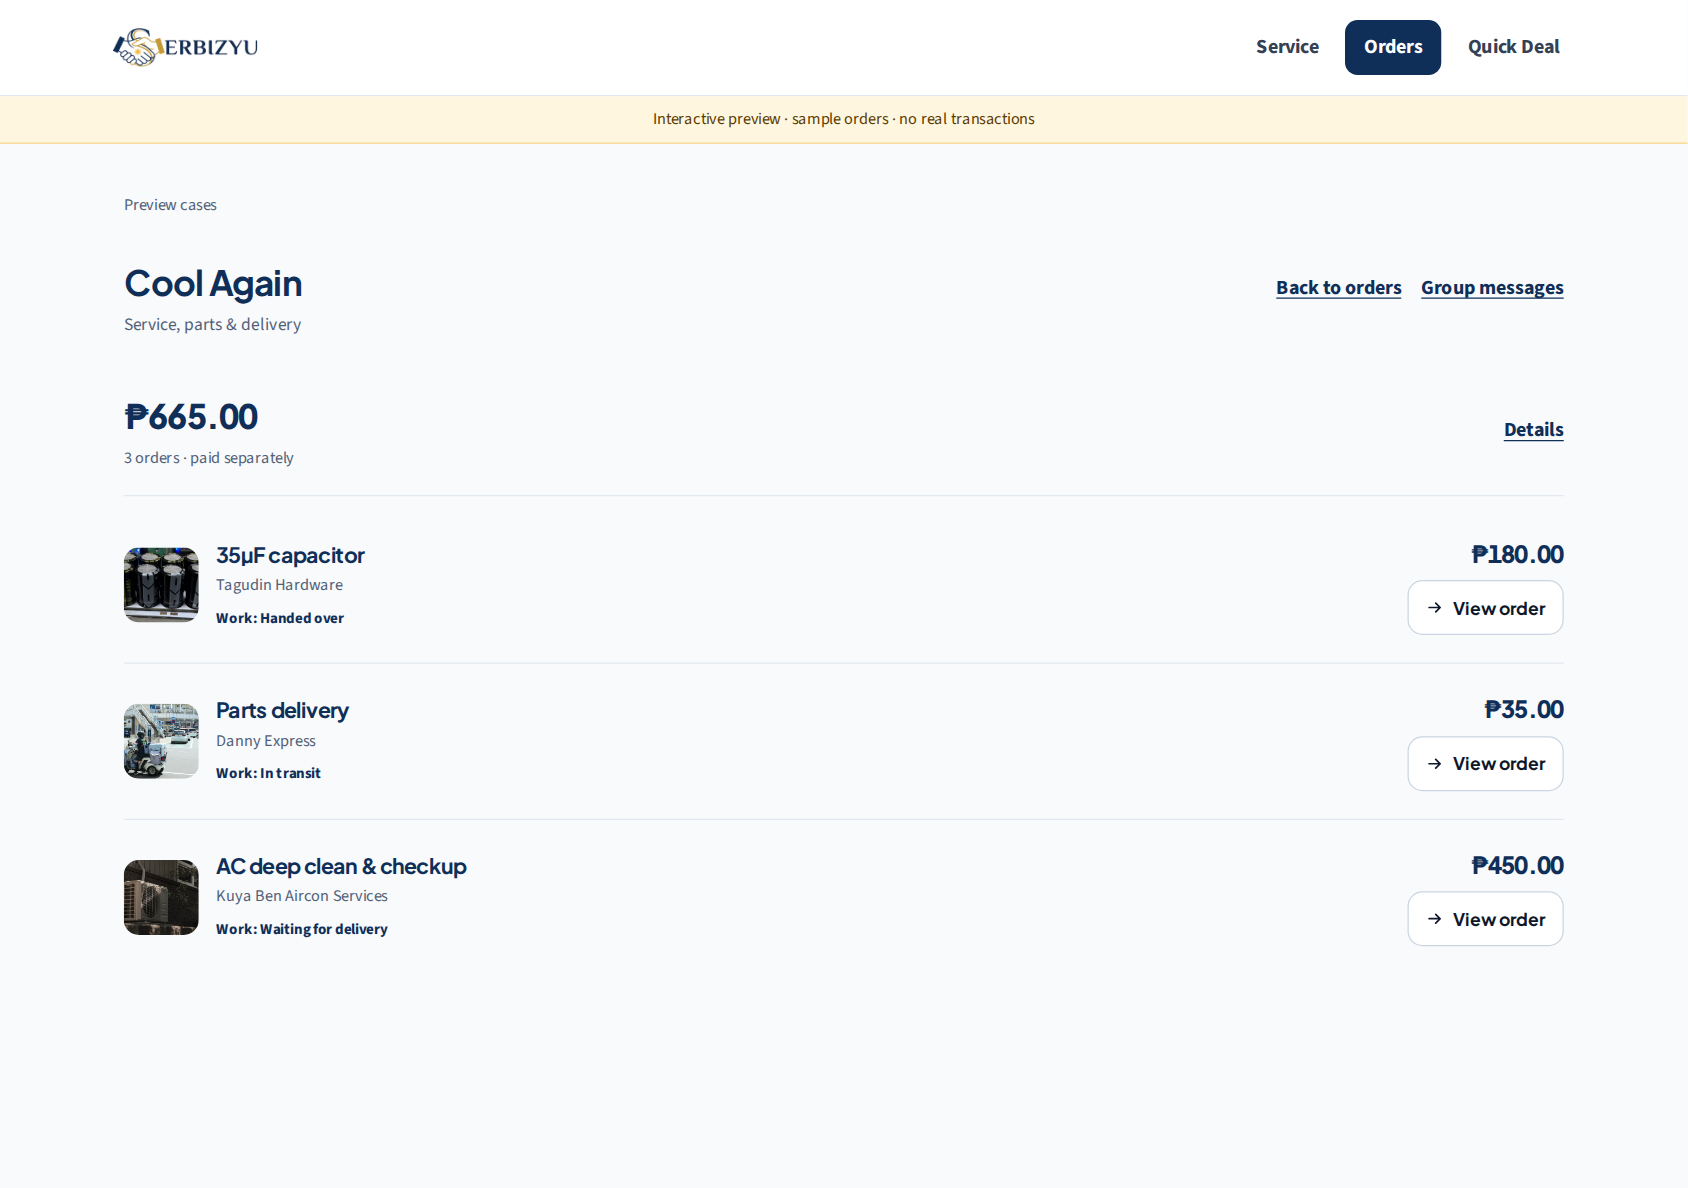 ERBIZYU
Service
Orders
Quick Deal
Interactive preview · sample orders · no real transactions
Preview cases
Cool Again
Back to orders
Group messages
Service, parts & delivery
₱665.00
Details
3 orders · paid separately
35µF capacitor
₱180.00
Tagudin Hardware
View order
Work: Handed over
Parts delivery
₱35.00
Danny Express
View order
Work: In transit
AC deep clean & checkup
₱450.00
Kuya Ben Aircon Services
View order
Work: Waiting for delivery